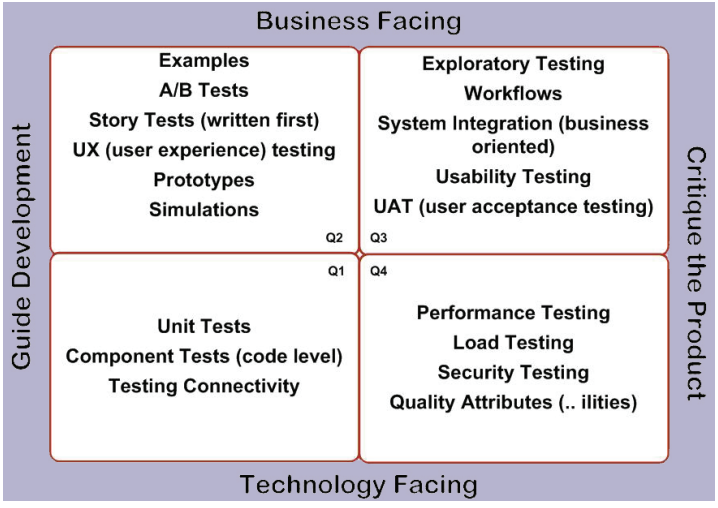 Business Facing
Guide Development
Examples
A/B Tests
Story Tests (written first)
UX (user experience) testing
Prototypes
Simulations
Q2
Exploratory Testing
Workflows
System Integration (business
oriented)
Usability Testing
UAT (user acceptance testing)
Q3
Q1
Unit Tests
Component Tests (code level)
Testing Connectivity
Q4
Performance Testing
Load Testing
Security Testing
Quality Attributes (.. ilities)
Critique the Product
Technology Facing